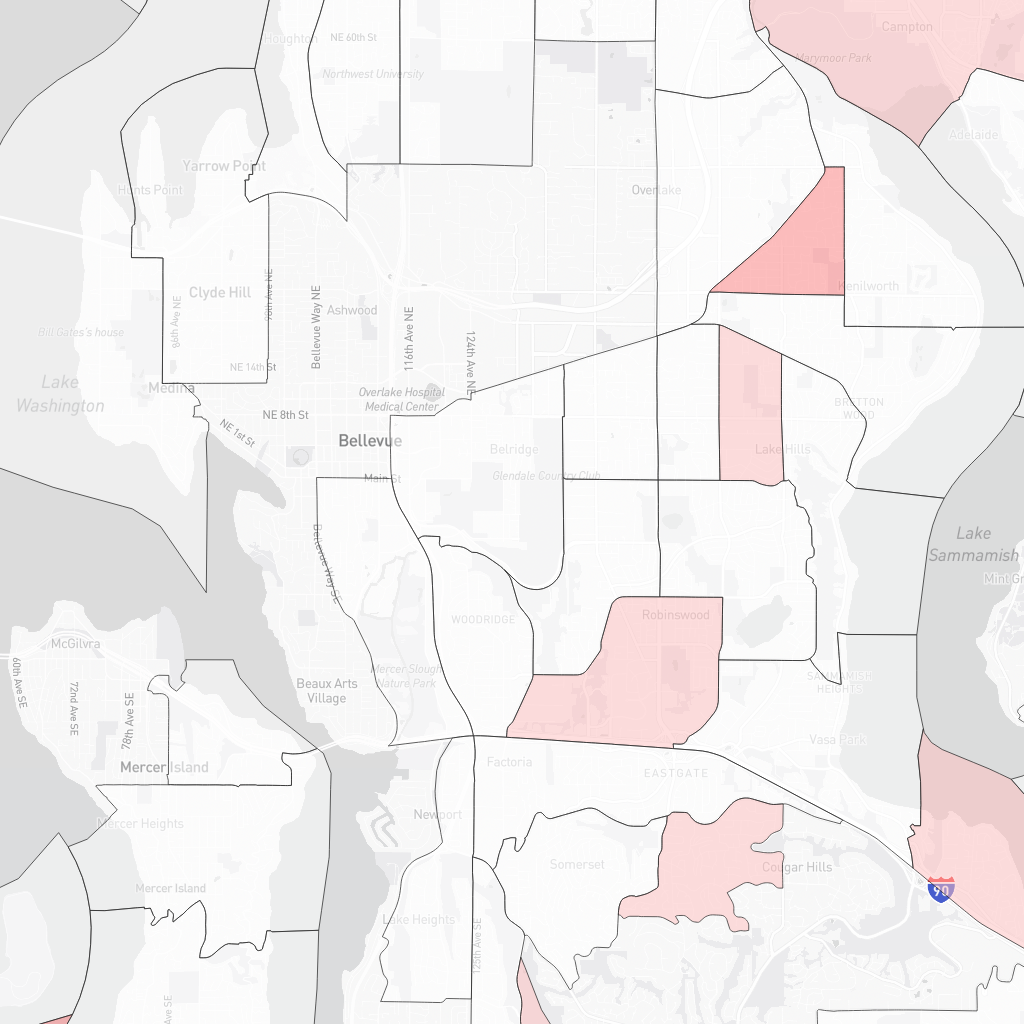 Houghton
NE 60th St
Campton
Northwest University
Marymoor Park
Adelaide
Yarrow Point
Hunts Point
Overlake
Clyde Hill
90th Ave NE
86th Ave NE
Bellevue Way NE
Ashwood
116th Ave NE
124th Ave NE
Kenilworth
Bill Gates's house
NE 14th St
Lake
Washington
Medina
Overlake Hospital
Medical Center
NE 8th St
NE 1st St
Bellevue
BRETTON
WOOD
Belridge
Lake Hills
Main St
Glendale Country Club
Lake
Sammamish
Mint Gr
Bellevue Way SE
WOODRIDGE
Robinswood
McGilvra
60th Ave SE
72nd Ave SE
78th Ave SE
Mercer Slough
Nature Park
Beaux Arts
Village
SAMMAMISH
HEIGHTS
Vasa Park
Mercer Island
Factoria
EASTGATE
Newport
Mercer Heights
Somerset
Cougar Hills
Mercer Island
90
Lake Heights
125th Ave SE
Ave SE